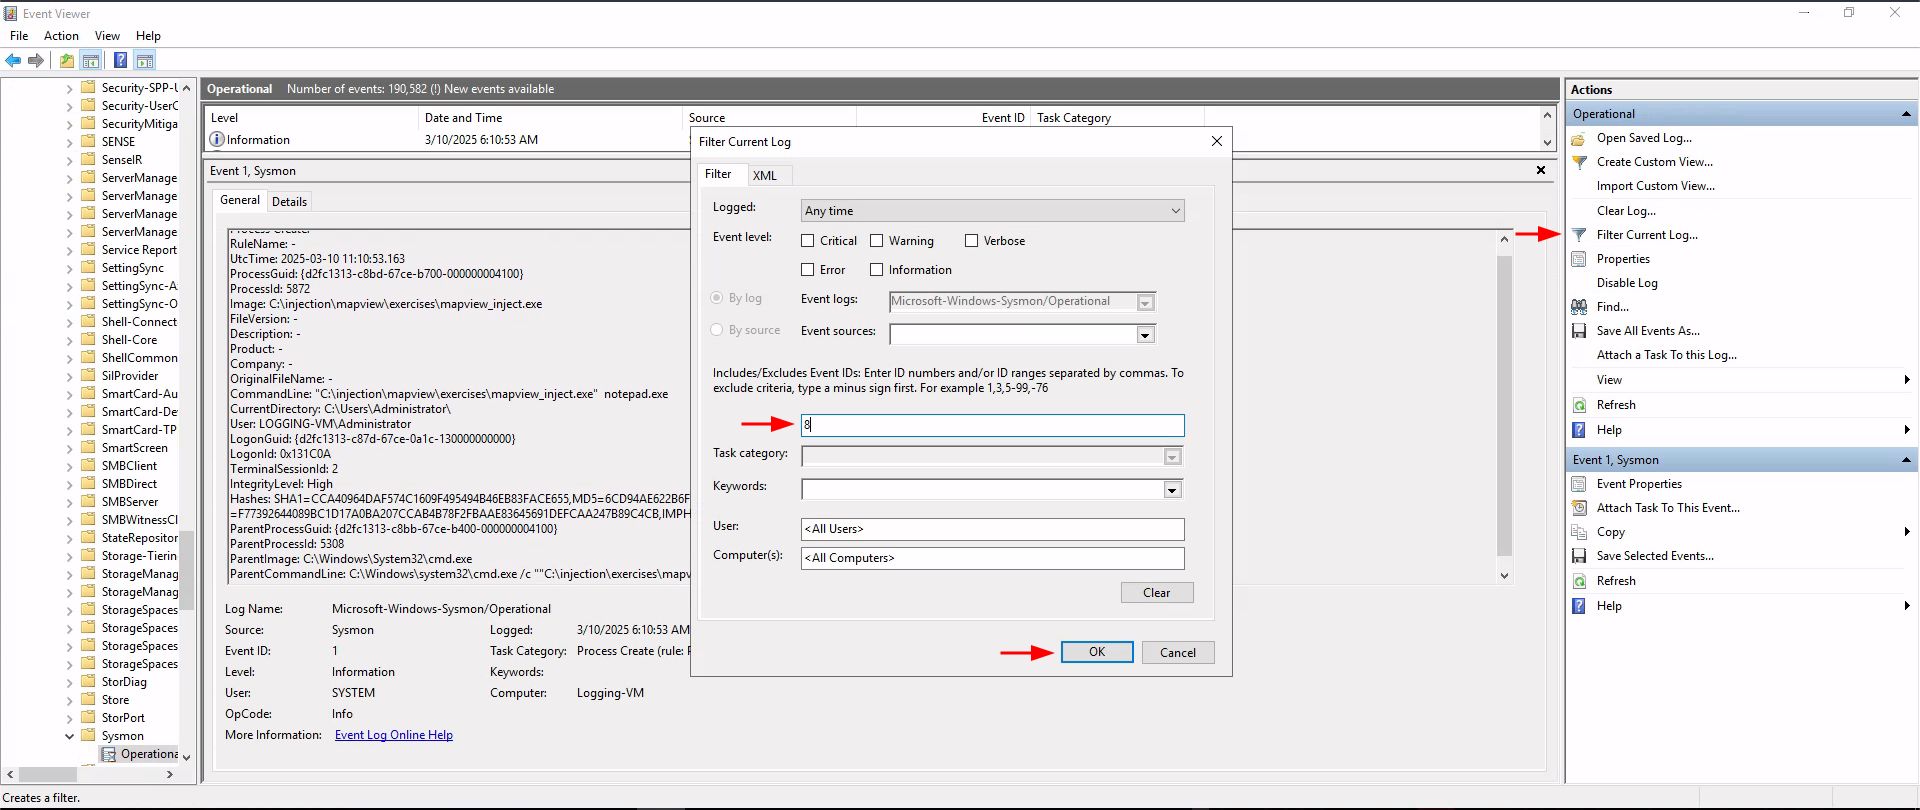 Event Viewer
File Action View Help
Security-SPP-U
Security-UserC
SecurityMitiga
SENSE
SenseIR
ServerManage
ServerManage
ServerManage
ServerManage
Service Report
SettingSync
SettingSync-A
SettingSync-O
Shell-Connect
Shell-Core
ShellCommon
SilProvider
SmartCard-Au
SmartCard-De
SmartCard-TP
SmartScreen
SMBClient
SMBDirect
SMBServer
SMBWitnessCl
StateRepositor
Storage-Tierin
StorageManag
StorageManag
StorageSpaces
StorageSpaces
StorageSpaces
StorageSpaces
StorDiag
Store
StorPort
Sysmon
Operationa
Operational Number of events: 190,582 (!) New events available
Level Date and Time Source Event ID Task Category
Information 3/10/2025 6:10:53 AM
Event 1, Sysmon
General Details
Process Create:
RuleName: -
UtcTime: 2025-03-10 11:10:53.163
ProcessGuid: {d2fc1313-c8bd-67ce-b700-000000004100}
ProcessId: 5872
Image: C:\injection\mapview\exercises\mapview_inject.exe
FileVersion: -
Description: -
Product: -
Company: -
OriginalFileName: -
CommandLine: "C:\injection\mapview\exercises\mapview_inject.exe" notepad.exe
CurrentDirectory: C:\Users\Administrator\
User: LOGGING-VM\Administrator
LogonGuid: {d2fc1313-c87d-67ce-0a1c-130000000000}
LogonId: 0x131C0A
TerminalSessionId: 2
IntegrityLevel: High
Hashes: SHA1=CCA40964DAF574C1609F495494B46EB83FACE655,MD5=6CD94AE622B6F
=F77392644089BC1D17A0BA207CCAB4B78F2FBAAE83645691DEFCAA247B89C4CB,IMPH
ParentProcessGuid: {d2fc1313-c8bb-67ce-b400-000000004100}
ParentProcessId: 5308
ParentImage: C:\Windows\System32\cmd.exe
ParentCommandLine: C:\Windows\system32\cmd.exe /c ""C:\injection\exercises\mapv
Log Name: Microsoft-Windows-Sysmon/Operational
Source: Sysmon Logged: 3/10/2025 6:10:53 AM
Event ID: 1 Task Category: Process Create (rule: P
Level: Information Keywords:
User: SYSTEM Computer: Logging-VM
OpCode: Info
More Information: Event Log Online Help
Filter Current Log
Filter XML
Logged: Any time
Event level: Critical Warning Verbose
Error Information
By log Event logs: Microsoft-Windows-Sysmon/Operational
By source Event sources:
Includes/Excludes Event IDs: Enter ID numbers and/or ID ranges separated by commas. To
exclude criteria, type a minus sign first. For example 1,3,5-99,-76
8
Task category:
Keywords:
User: <All Users>
Computer(s): <All Computers>
Clear
OK Cancel
Actions
Operational
Open Saved Log...
Create Custom View...
Import Custom View...
Clear Log...
Filter Current Log...
Properties
Disable Log
Find...
Save All Events As...
Attach a Task To this Log...
View
Refresh
Help
Event 1, Sysmon
Event Properties
Attach Task To This Event...
Copy
Save Selected Events...
Refresh
Help
Creates a filter.